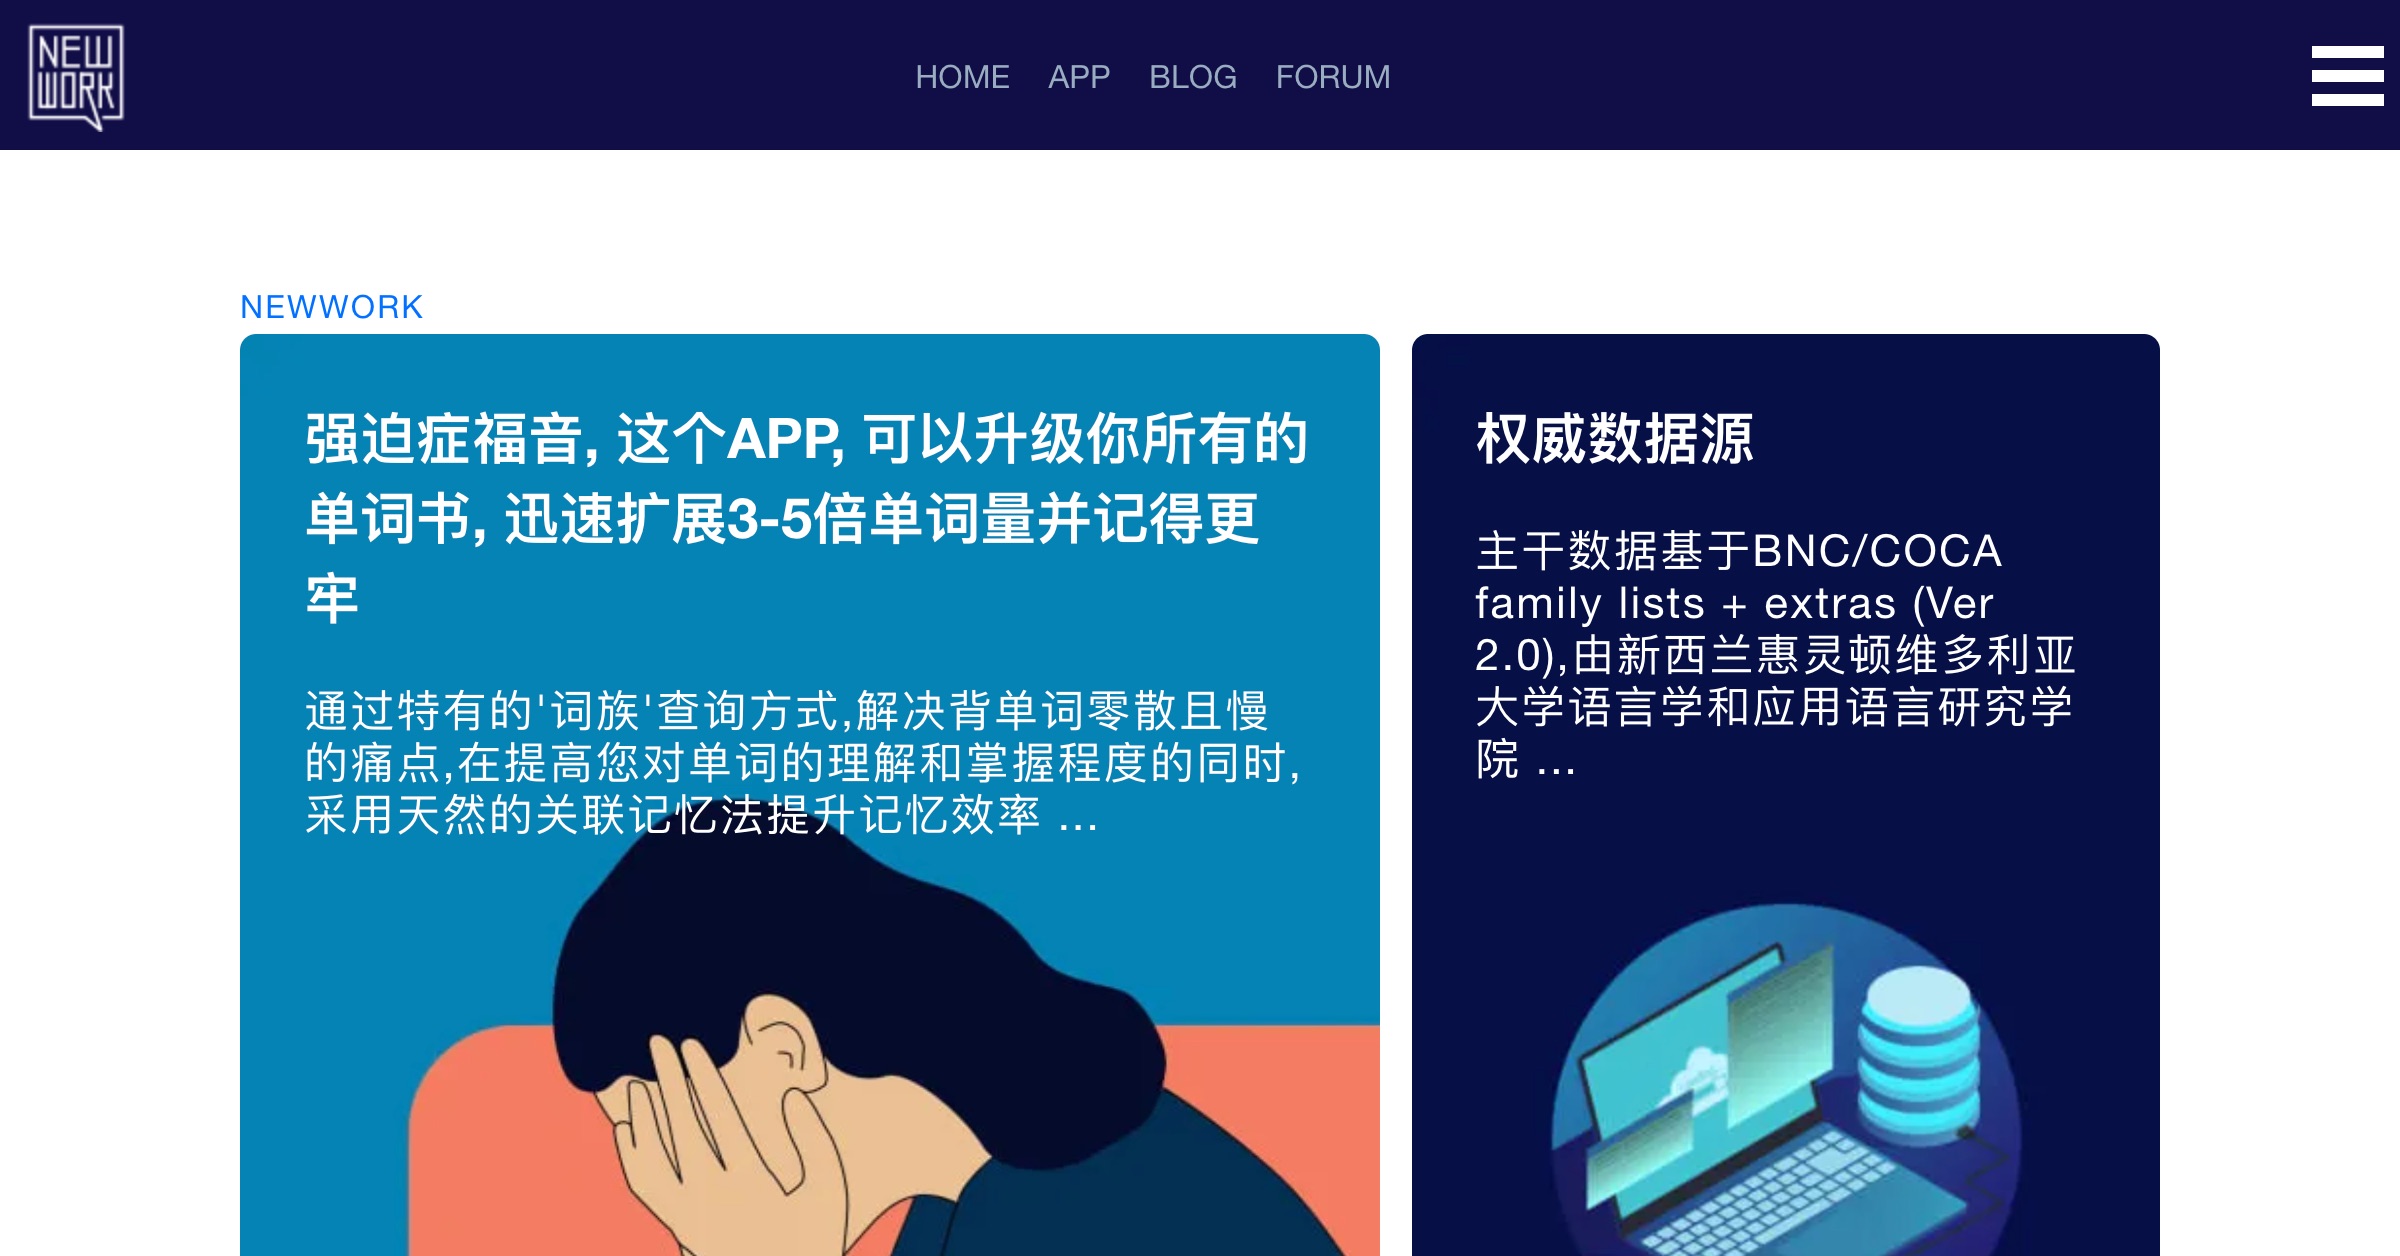 NEW
WORK
HOME APP BLOG FORUM
NEWWORK
强迫症福音, 这个APP, 可以升级你所有的
单词书, 迅速扩展3-5倍单词量并记得更
牢
通过特有的'词族'查询方式,解决背单词零散且慢
的痛点,在提高您对单词的理解和掌握程度的同时,
采用天然的关联记忆法提升记忆效率 ...
权威数据源
主干数据基于BNC/COCA
family lists + extras (Ver
2.0),由新西兰惠灵顿维多利亚
大学语言学和应用语言研究学
院 ...